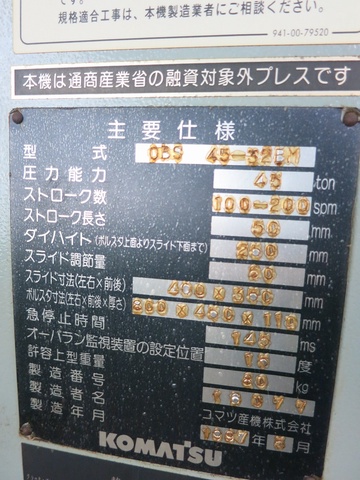 です。
規格適合工事は、本機製造業者にご相談ください。
941-00-79520
本機は通商産業省の融資対象外プレスです
主要仕様
型式 OBS 45-32BM
圧力能力 45 ton
ストローク数 100-200 spm
ストローク長さ 50 mm
ダイハイト(ボルスタ上面よりスライド下面まで) 250 mm
スライド調節量 60 mm
スライド寸法(左右×前後) 400×350 mm
ボルスタ寸法(左右×前後×厚さ) 860×450×112 mm
急停止時間 145 ms
オーバラン監視装置の設定位置 15 度
許容上型重量 80 kg
製造番号
製造者名 コマツ産機株式会社
製造年月 1997年 月
KOMATSU